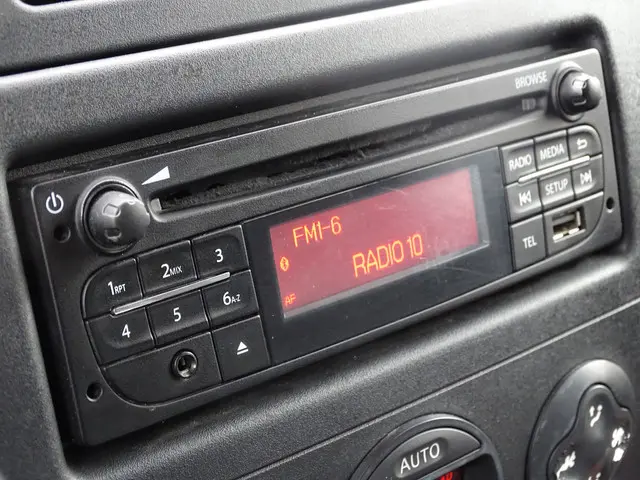 BROWSE
FM1-6
RADIO 10
AF
1RPT
2MIX
3
4
5
6A-Z
RADIO
MEDIA
SETUP
TEL
AUTO